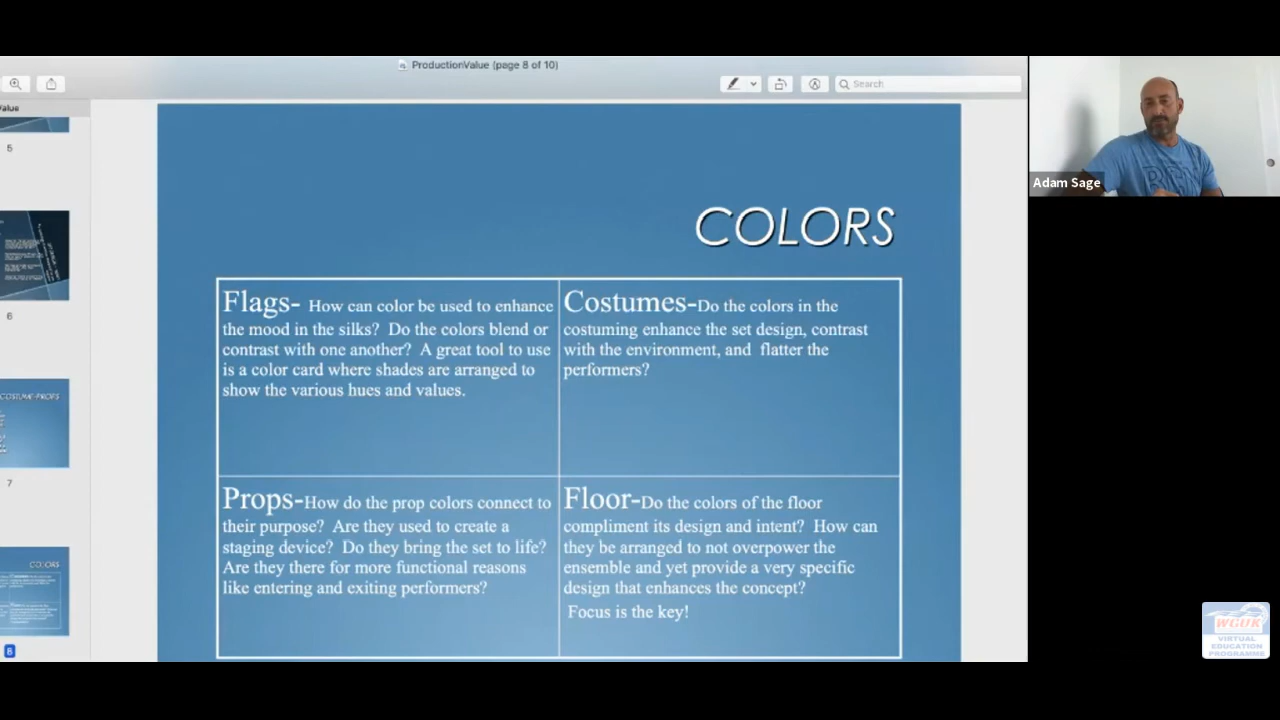 ProductionValue (page 8 of 10)
Search
Value
5
6
COSTUME-PROPS
7
COLORS
8
COLORS
Flags- How can color be used to enhance
the mood in the silks? Do the colors blend or
contrast with one another? A great tool to use
is a color card where shades are arranged to
show the various hues and values.
Costumes-Do the colors in the
costuming enhance the set design, contrast
with the environment, and flatter the
performers?
Props-How do the prop colors connect to
their purpose? Are they used to create a
staging device? Do they bring the set to life?
Are they there for more functional reasons
like entering and exiting performers?
Floor-Do the colors of the floor
compliment its design and intent? How can
they be arranged to not overpower the
ensemble and yet provide a very specific
design that enhances the concept?
Focus is the key!
Adam Sage
WGUK
VIRTUAL
EDUCATION
PROGRAMME